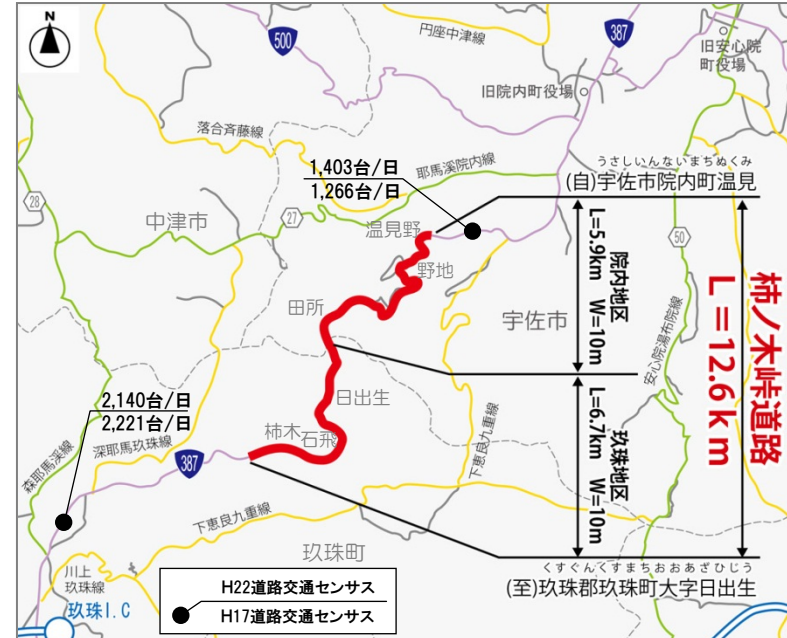 N
500
円座中津線
387
旧安心院
町役場
旧院内町役場
落合斉藤線
1,403台/日
1,266台/日
耶馬溪院内線
うさしいんないまちぬくみ
(自)宇佐市院内町温見
28
中津市
27
温見野
野地
50
田所
宇佐市
院内地区
L=5.9km W=10m
安心院湯布院線
柿ノ木峠道路
L=12.6km
日出生
2,140台/日
2,221台/日
柿木
石飛
玖珠地区
L=6.7km W=10m
下恵良九重線
深耶馬玖珠線
森耶馬溪線
387
下恵良九重線
玖珠町
くすぐんくすまちおおあざひじう
(至)玖珠郡玖珠町大字日出生
川上
玖珠線
玖珠I.C
H22道路交通センサス
H17道路交通センサス